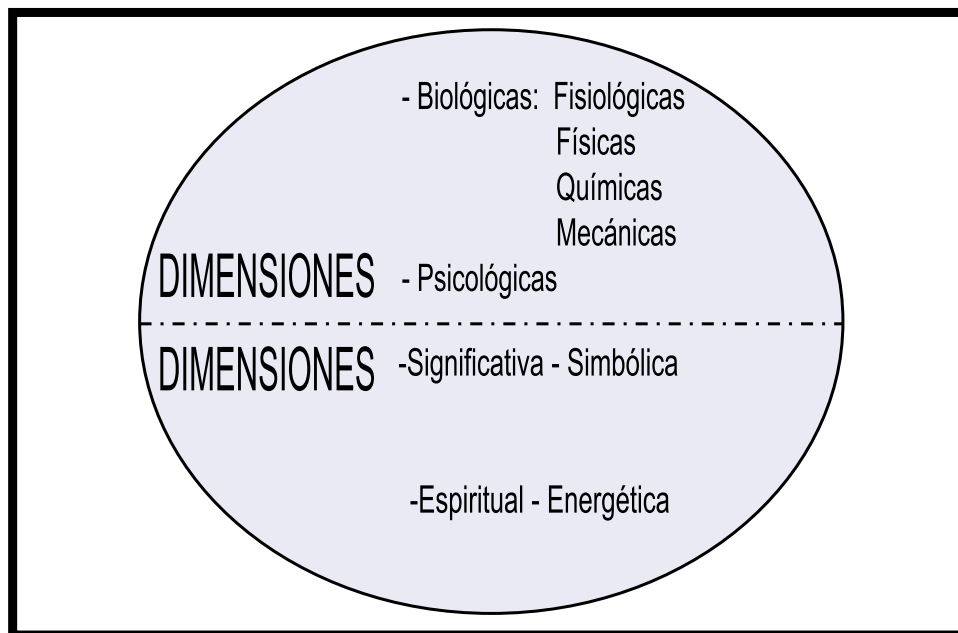 - Biológicas: Fisiológicas
Físicas
Químicas
Mecánicas
DIMENSIONES - Psicológicas
DIMENSIONES -Significativa - Simbólica
-Espiritual - Energética